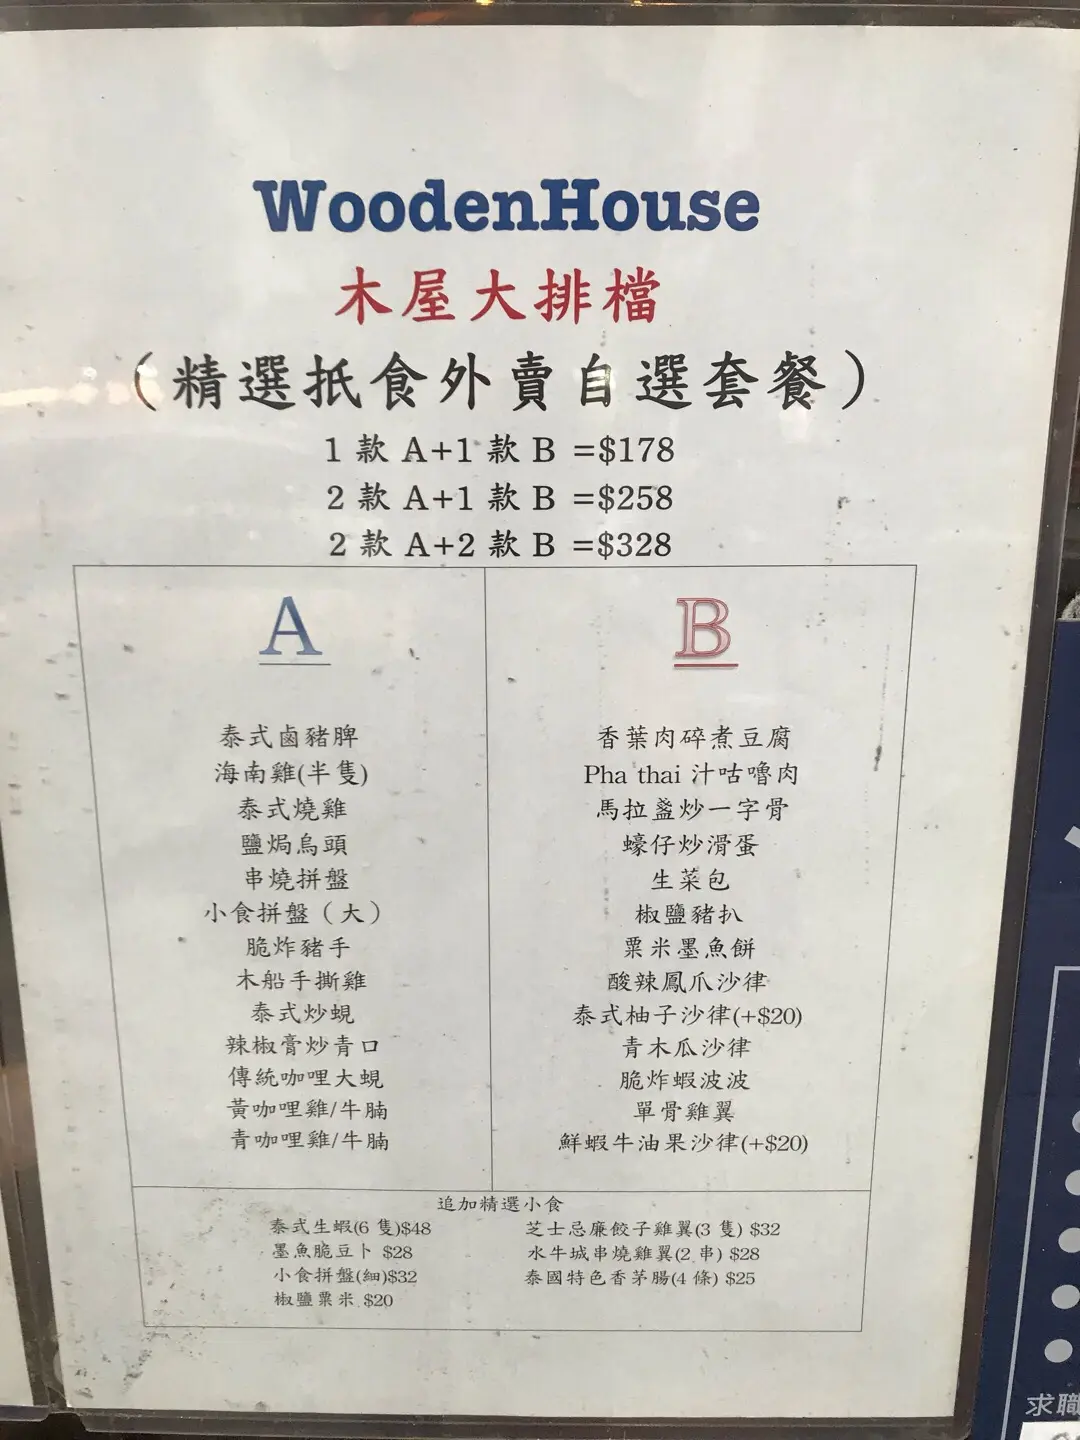 WoodenHouse
木屋大排檔
（精選抵食外賣自選套餐）
1 款 A+1 款 B =$178
2 款 A+1 款 B =$258
2 款 A+2 款 B =$328
A
泰式鹵豬脾
海南雞(半隻)
泰式燒雞
鹽焗烏頭
串燒拼盤
小食拼盤（大）
脆炸豬手
木船手撕雞
泰式炒蜆
辣椒膏炒青口
傳統咖哩大蜆
黃咖哩雞/牛腩
青咖哩雞/牛腩
B
香葉肉碎煮豆腐
Pha thai 汁咕嚕肉
馬拉盞炒一字骨
蠔仔炒滑蛋
生菜包
椒鹽豬扒
粟米墨魚餅
酸辣鳳爪沙律
泰式柚子沙律(+$20)
青木瓜沙律
脆炸蝦波波
單骨雞翼
鮮蝦牛油果沙律(+$20)
追加精選小食
泰式生蝦(6 隻)$48
墨魚脆豆卜 $28
小食拼盤(細)$32
椒鹽粟米 $20
芝士忌廉餃子雞翼(3 隻) $32
水牛城串燒雞翼(2 串) $28
泰國特色香茅腸(4 條) $25
求職